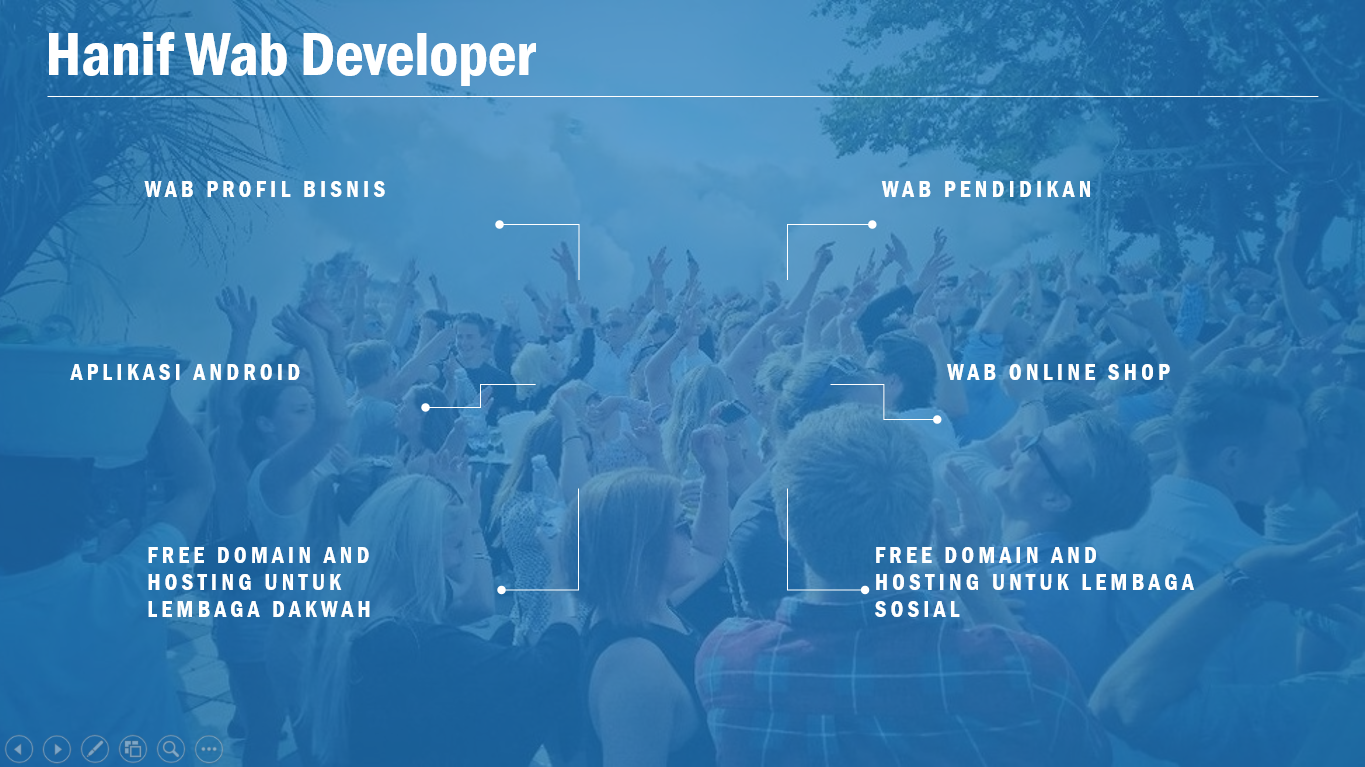 Hanif Wab Developer
WAB PROFIL BISNIS
WAB PENDIDIKAN
APLIKASI ANDROID
WAB ONLINE SHOP
FREE DOMAIN AND
HOSTING UNTUK
LEMBAGA DAKWAH
FREE DOMAIN AND
HOSTING UNTUK LEMBAGA
SOSIAL